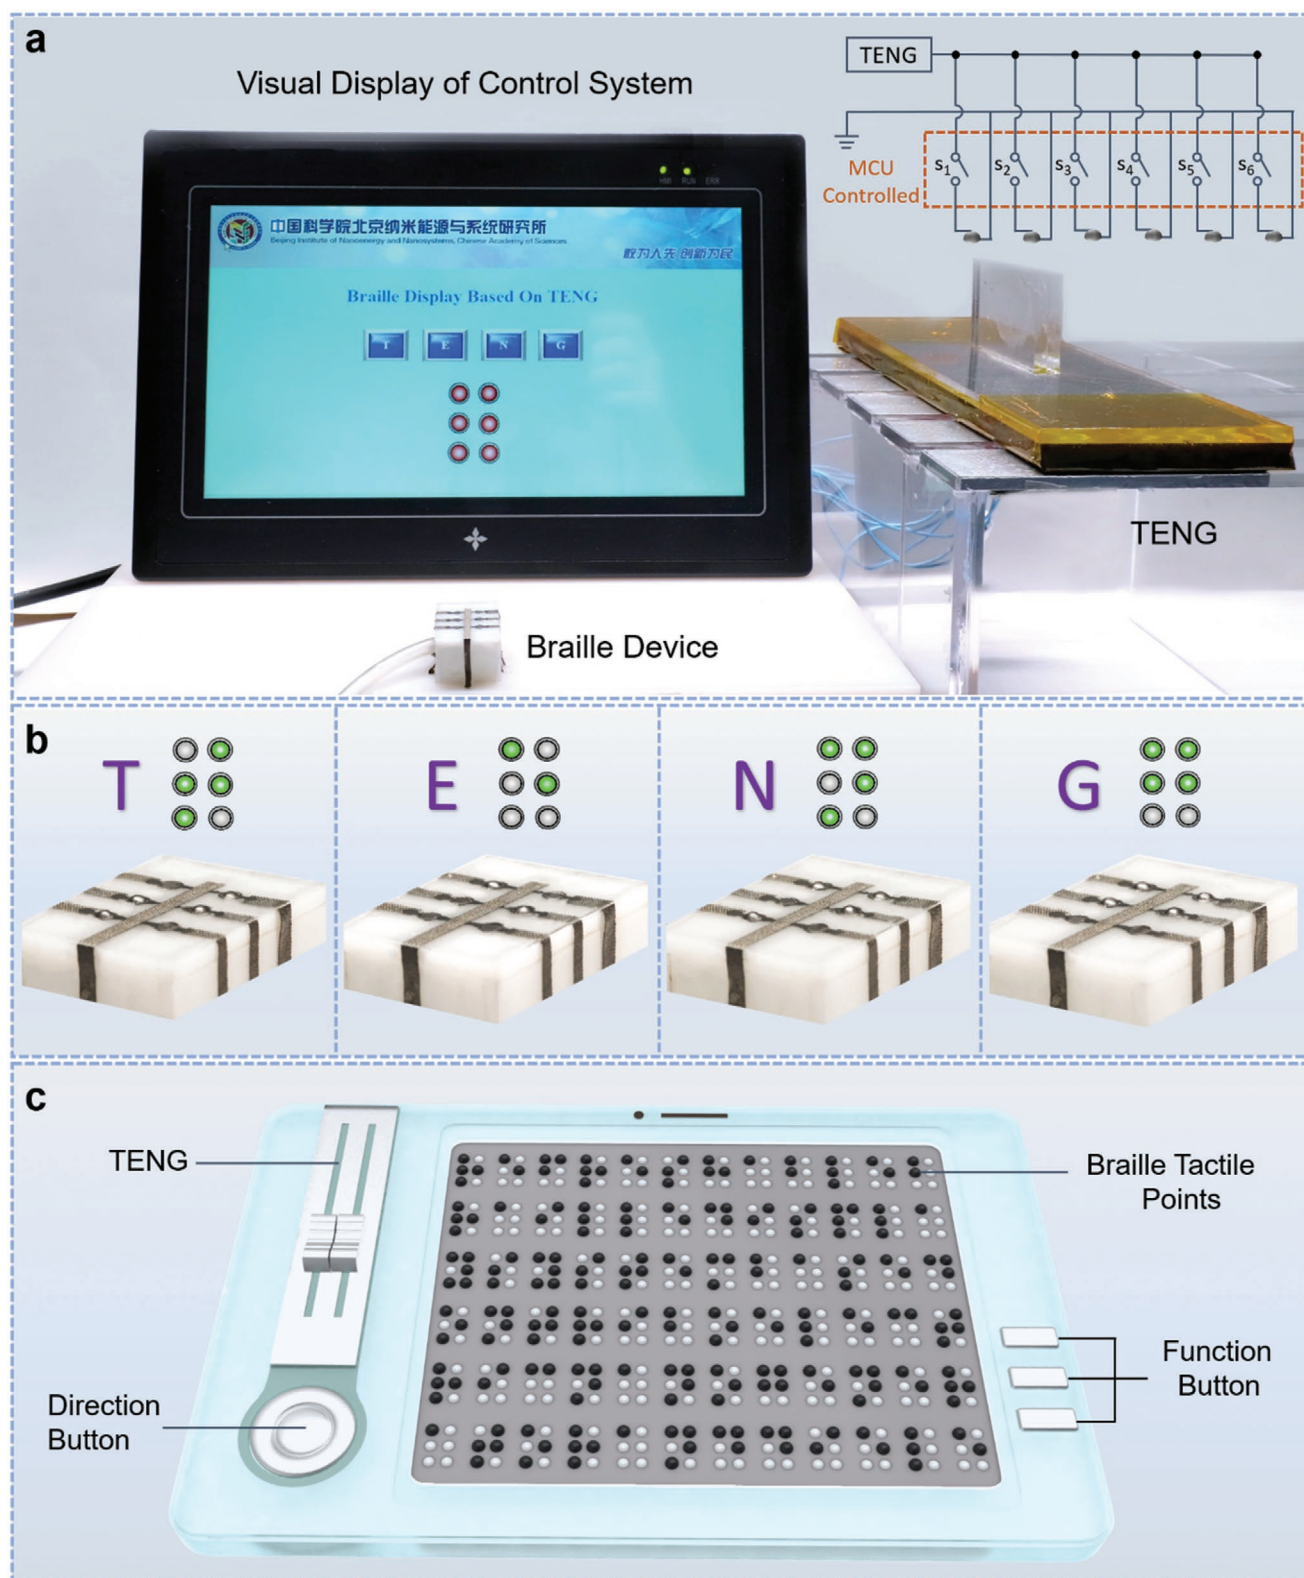 a
Visual Display of Control System
TENG
MCU
Controlled
S1
S2
S3
S4
S5
S6
HMI RUN ERR
中国科学院北京纳米能源与系统研究所
Beijing Institute of Nanoenergy and Nanosystems, Chinese Academy of Sciences
敢为人先 创新为民
Braille Display Based On TENG
T E N G
TENG
Braille Device
b
T
E
N
G
c
TENG
Braille Tactile
Points
Direction
Button
Function
Button